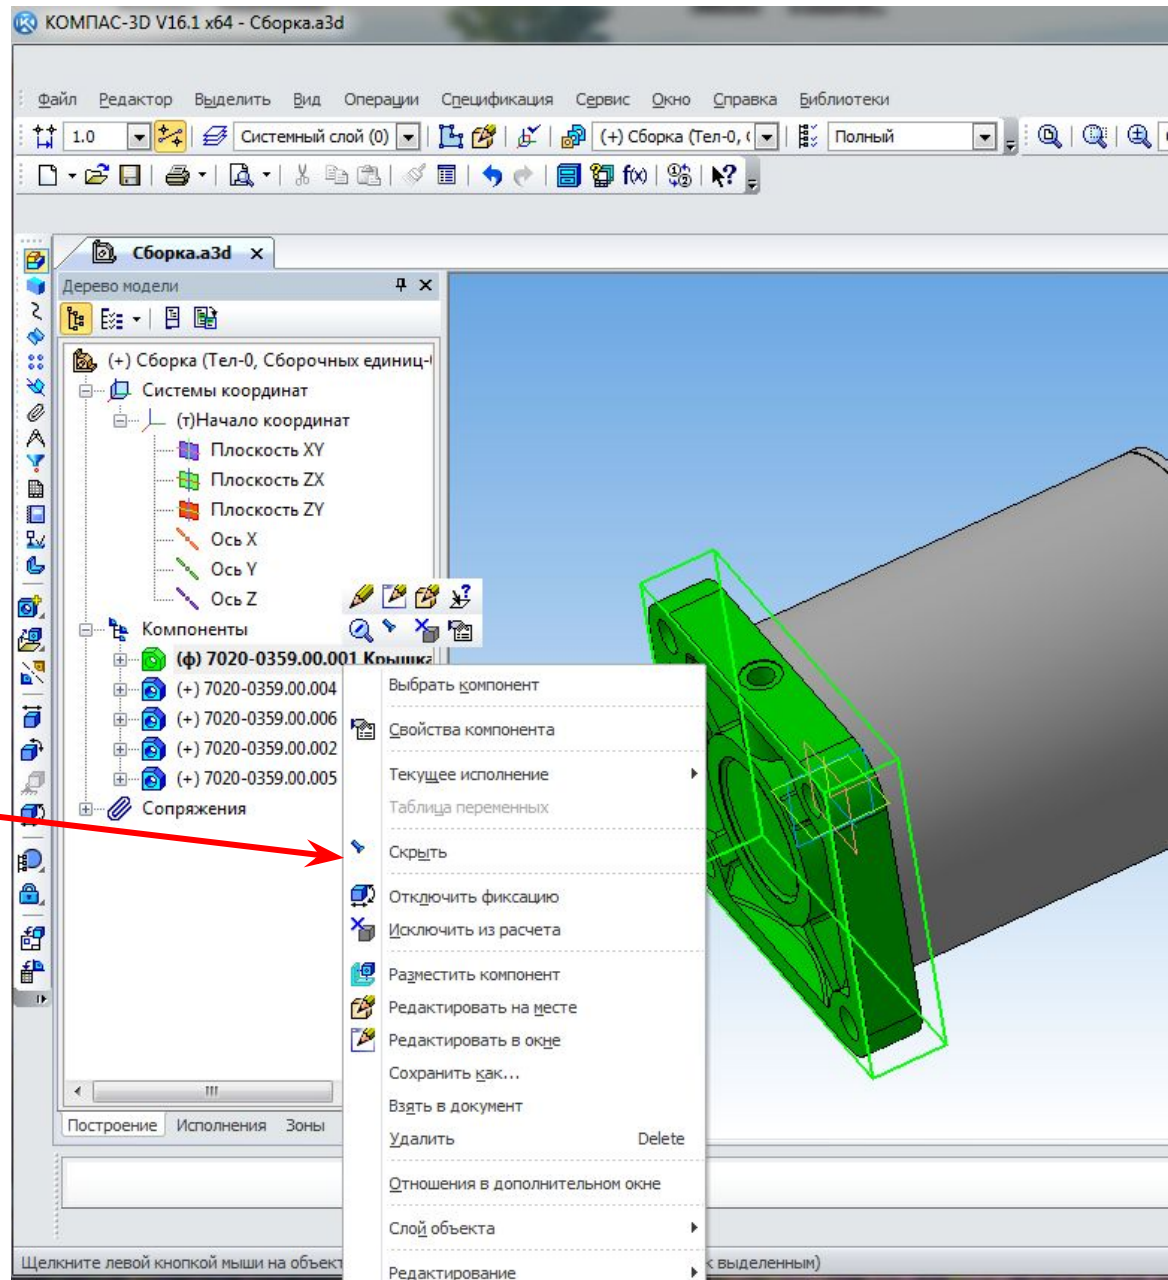 КОМПАС-3D V16.1 x64 - Сборка.a3d
Файл Редактор Выделить Вид Операции Спецификация Сервис Окно Справка Библиотеки
1.0 Системный слой (0) (+) Сборка (Тел-0, Полный
f(x)
Сборка.a3d
Дерево модели
(+) Сборка (Тел-0, Сборочных единиц-
Системы координат
(т)Начало координат
Плоскость XY
Плоскость ZX
Плоскость ZY
Ось X
Ось Y
Ось Z
Компоненты
(ф) 7020-0359.00.001 Крышка
(+) 7020-0359.00.004
(+) 7020-0359.00.006
(+) 7020-0359.00.002
(+) 7020-0359.00.005
Сопряжения
Выбрать компонент
Свойства компонента
Текущее исполнение
Таблица переменных
Скрыть
Отключить фиксацию
Исключить из расчета
Разместить компонент
Редактировать на месте
Редактировать в окне
Сохранить как...
Взять в документ
Удалить Delete
Отношения в дополнительном окне
Слой объекта
Редактирование
Построение Исполнения Зоны
Щелкните левой кнопкой мыши на объект к выделенным)